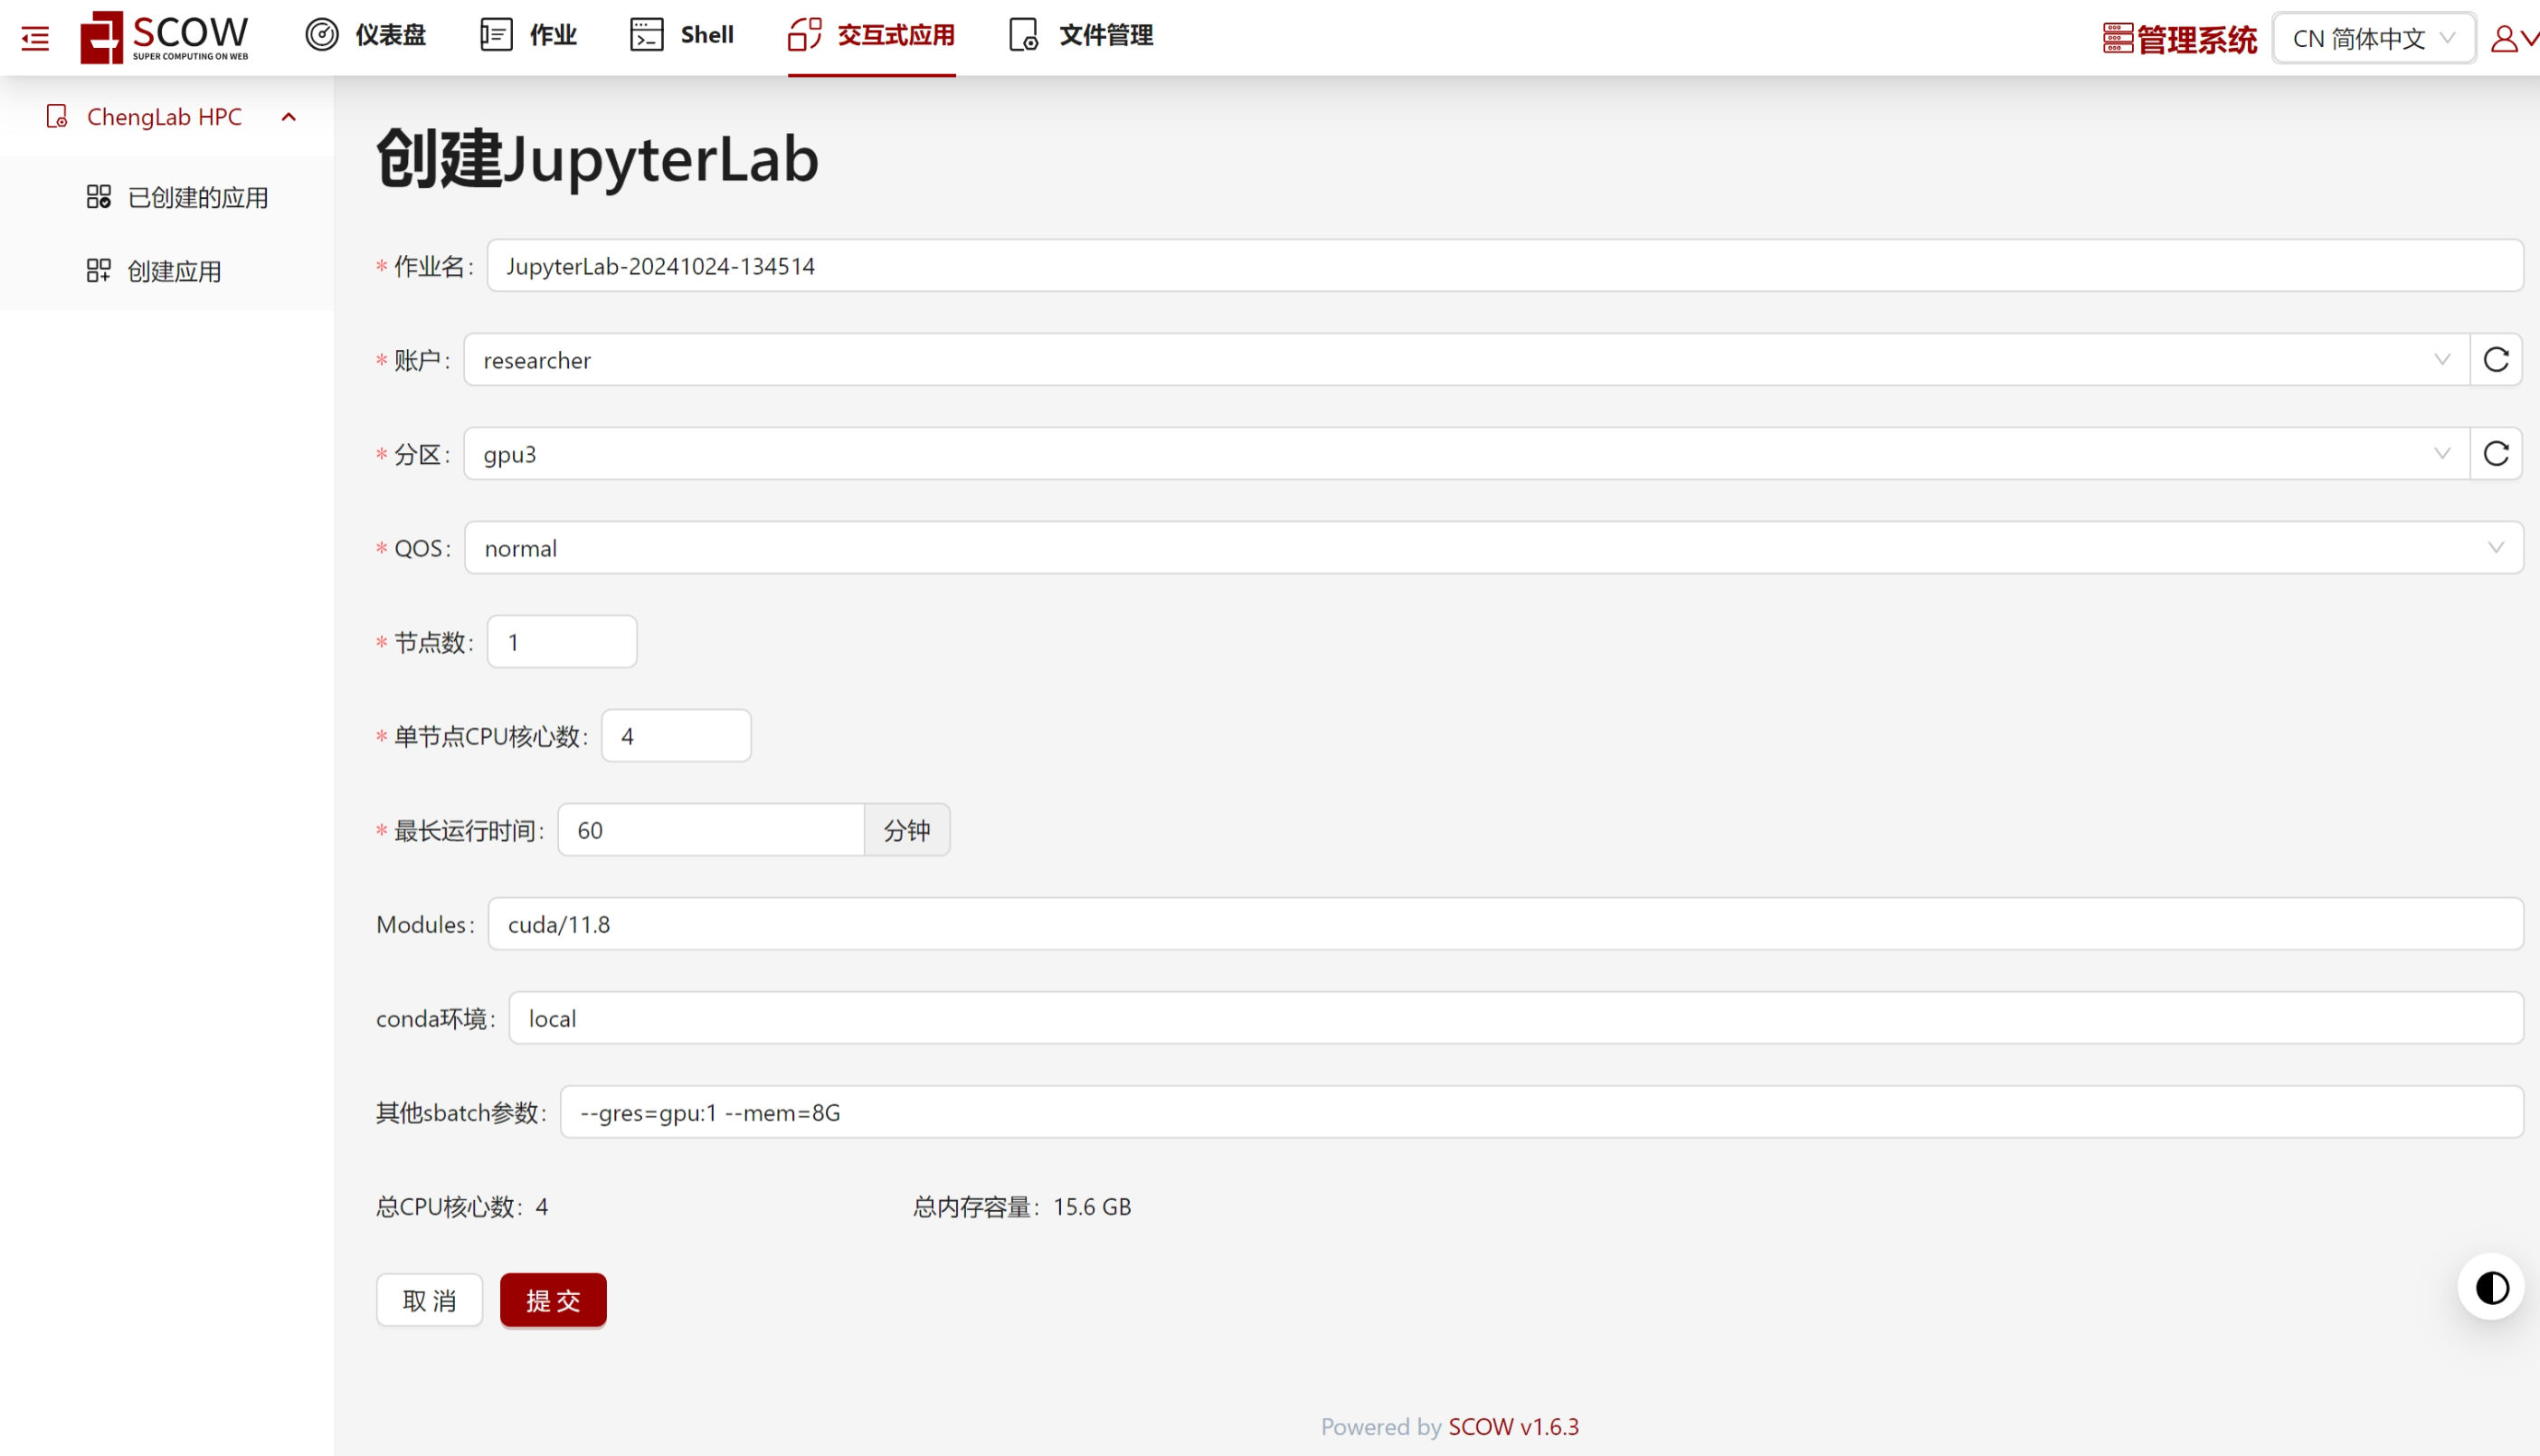 SCOW
SUPER COMPUTING ON WEB
仪表盘
作业
Shell
交互式应用
文件管理
管理系统
CN 简体中文
ChengLab HPC
已创建的应用
创建应用
创建JupyterLab
* 作业名: JupyterLab-20241024-134514
* 账户: researcher
* 分区: gpu3
* QOS: normal
* 节点数: 1
* 单节点CPU核心数: 4
* 最长运行时间: 60 分钟
Modules: cuda/11.8
conda环境: local
其他sbatch参数: --gres=gpu:1 --mem=8G
总CPU核心数: 4 总内存容量: 15.6 GB
取 消 提 交
Powered by SCOW v1.6.3